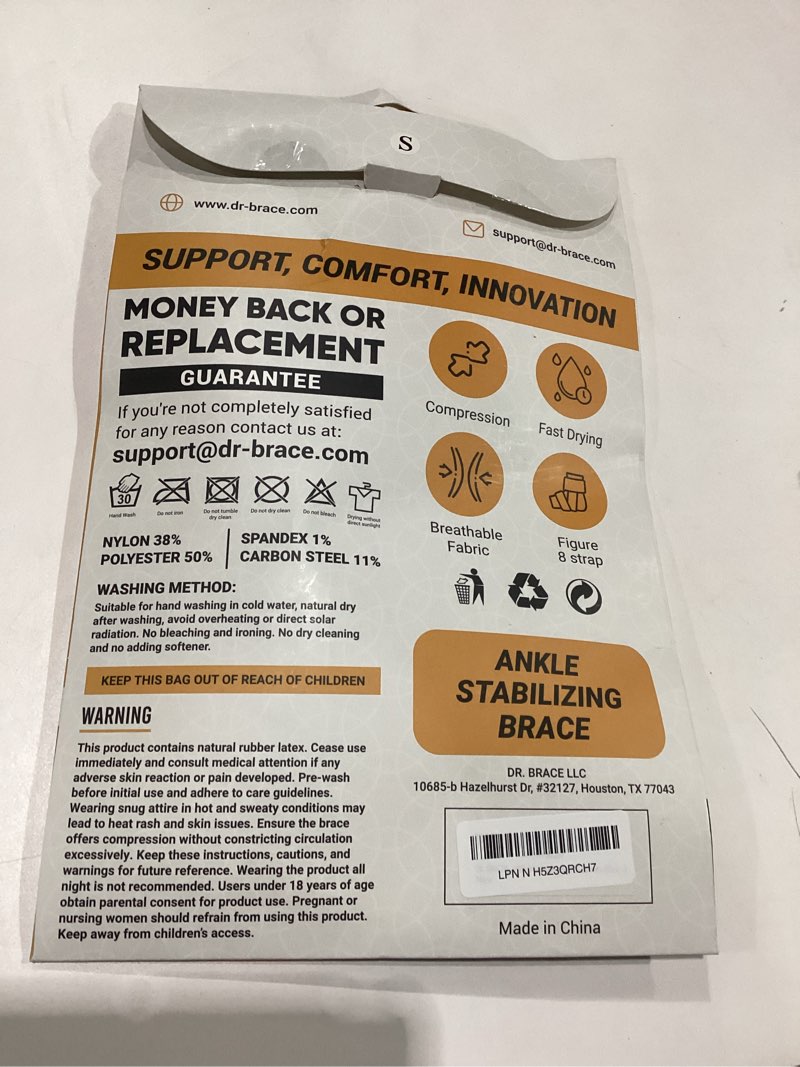 S
www.dr-brace.com
support@dr-brace.com
SUPPORT, COMFORT, INNOVATION
MONEY BACK OR
REPLACEMENT
GUARANTEE
If you're not completely satisfied
for any reason contact us at:
support@dr-brace.com
30
Hand Wash
Do not iron
Do not tumble
dry clean
Do not dry clean
Do not bleach
Drying without
direct sunlight
NYLON 38%
POLYESTER 50%
SPANDEX 1%
CARBON STEEL 11%
WASHING METHOD:
Suitable for hand washing in cold water, natural dry
after washing, avoid overheating or direct solar
radiation. No bleaching and ironing. No dry cleaning
and no adding softener.
KEEP THIS BAG OUT OF REACH OF CHILDREN
WARNING
This product contains natural rubber latex. Cease use
immediately and consult medical attention if any
adverse skin reaction or pain developed. Pre-wash
before initial use and adhere to care guidelines.
Wearing snug attire in hot and sweaty conditions may
lead to heat rash and skin issues. Ensure the brace
offers compression without constricting circulation
excessively. Keep these instructions, cautions, and
warnings for future reference. Wearing the product all
night is not recommended. Users under 18 years of age
obtain parental consent for product use. Pregnant or
nursing women should refrain from using this product.
Keep away from children's access.
Compression
Fast Drying
Breathable
Fabric
Figure
8 strap
ANKLE
STABILIZING
BRACE
DR. BRACE LLC
10685-b Hazelhurst Dr, #32127, Houston, TX 77043
LPN N H5Z3QRCH7
Made in China